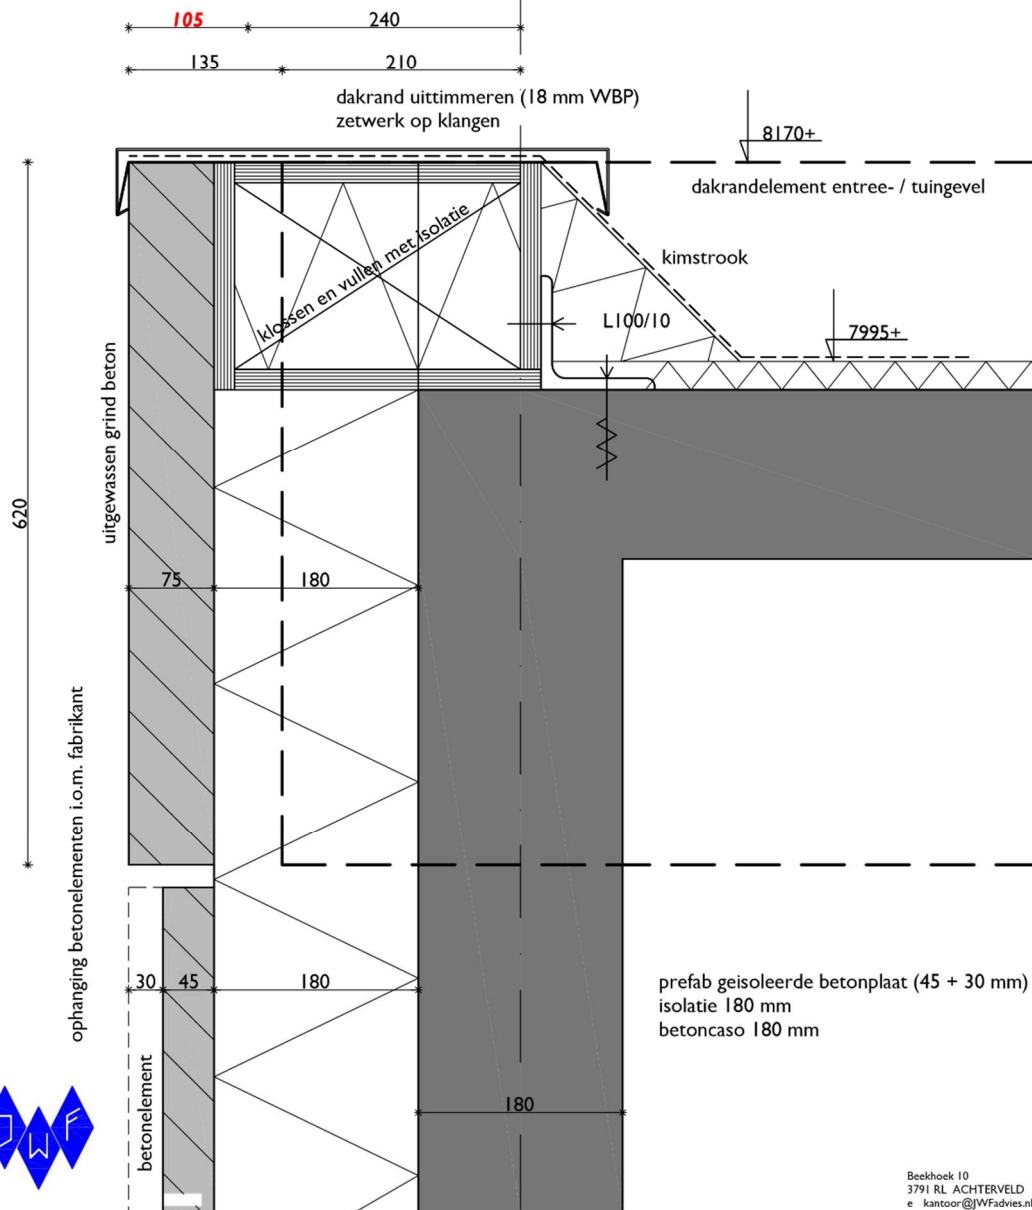 105
240
135
210
dakrand uittimmeren (18 mm WBP)
zetwerk op klangen
8170+
dakrandelement entree- / tuingevel
klossen en vullen met isolatie
kimstrook
L100/10
7995+
uitgewassen grind beton
620
75
180
ophanging betonelementen i.o.m. fabrikant
30
45
180
prefab geisoleerde betonplaat (45 + 30 mm)
isolatie 180 mm
betoncaso 180 mm
betonelement
180
JWF
Beekhoek 10
3791 RL ACHTERVELD
e kantoor@JWFadvies.nl